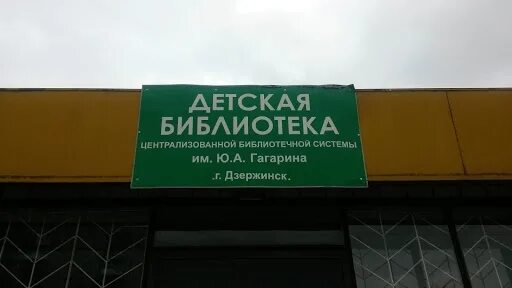 ДЕТСКАЯ
БИБЛИОТЕКА
ЦЕНТРАЛИЗОВАННОЙ БИБЛИОТЕЧНОЙ СИСТЕМЫ
им. Ю.А. Гагарина
.г. Дзержинск.